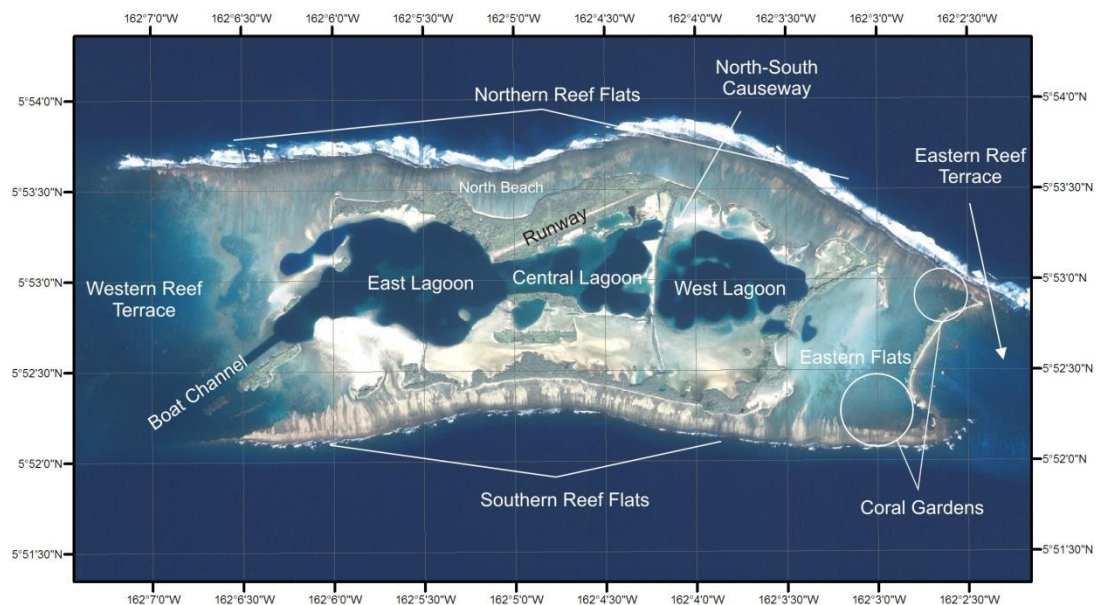 162°7'0"W 162°6'30"W 162°6'0"W 162°5'30"W 162°5'0"W 162°4'30"W 162°4'0"W 162°3'30"W 162°3'0"W 162°2'30"W
North-South
Causeway
5°54'0"N
Northern Reef Flats
5°54'0"N
Eastern Reef
Terrace
5°53'30"N
North Beach
5°53'30"N
Runway
5°53'0"N
Western Reef
Terrace
East Lagoon
Central Lagoon
West Lagoon
5°53'0"N
Eastern Flats
5°52'30"N
Boat Channel
5°52'30"N
5°52'0"N
Southern Reef Flats
Coral Gardens
5°52'0"N
5°51'30"N
5°51'30"N
162°7'0"W 162°6'30"W 162°6'0"W 162°5'30"W 162°5'0"W 162°4'30"W 162°4'0"W 162°3'30"W 162°3'0"W 162°2'30"W